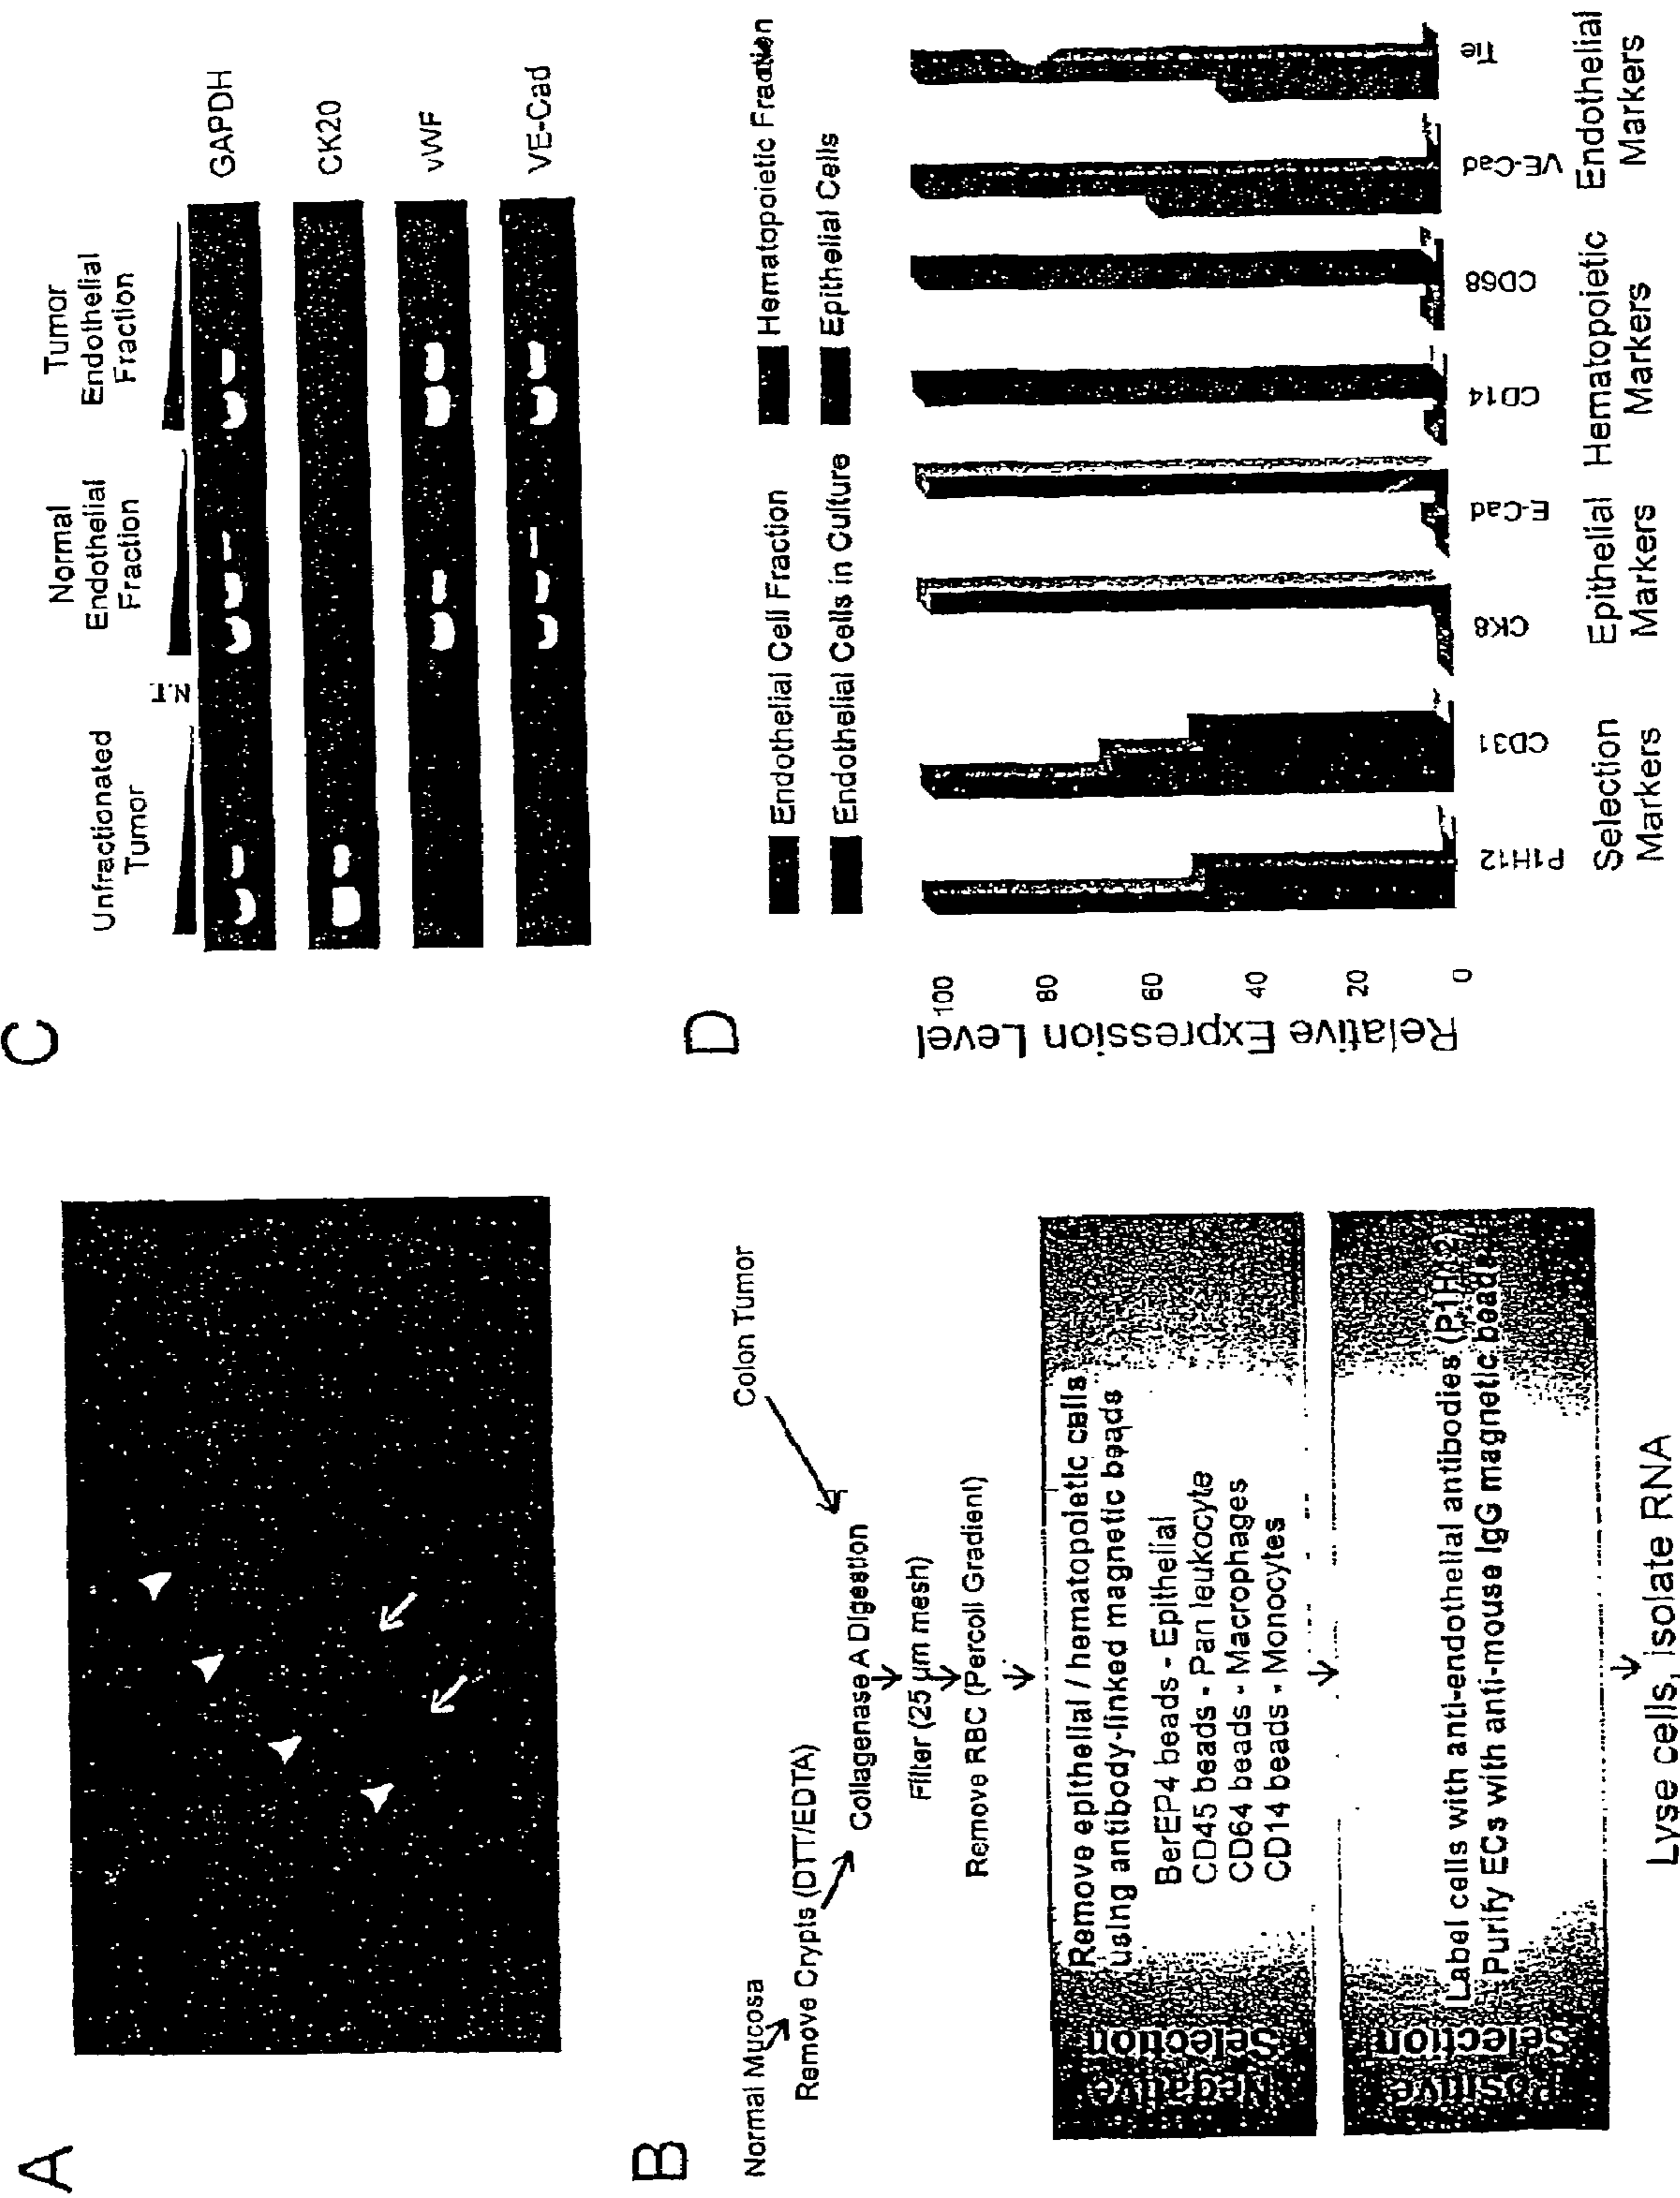 A
B
Normal Mucosa
Colon Tumor
Remove Crypts (DTT/EDTA)
Collagenase A Digestion
Filter (25 µm mesh)
Remove RBC (Percoll Gradient)
Negative
Selection
Remove epithelial / hematopoietic cells
using antibody-linked magnetic beads
BerEP4 beads - Epithelial
CD45 beads - Pan leukocyte
CD64 beads - Macrophages
CD14 beads - Monocytes
Positive
Selection
Label cells with anti-endothelial antibodies (P1H12)
Purify ECs with anti-mouse IgG magnetic beads
Lyse cells, isolate RNA
C
Unfractionated
Tumor
N.T.
Normal
Endothelial
Fraction
Tumor
Endothelial
Fraction
GAPDH
CK20
vWF
VE-Cad
D
Endothelial Cell Fraction
Hematopoietic Fraction
Endothelial Cells in Culture
Epithelial Cells
Relative Expression Level
100
80
60
40
20
0
P1H12
CD31
CK8
E-Cad
CD14
CD68
VE-Cad
Tie
Selection
Markers
Epithelial
Markers
Hematopoietic
Markers
Endothelial
Markers